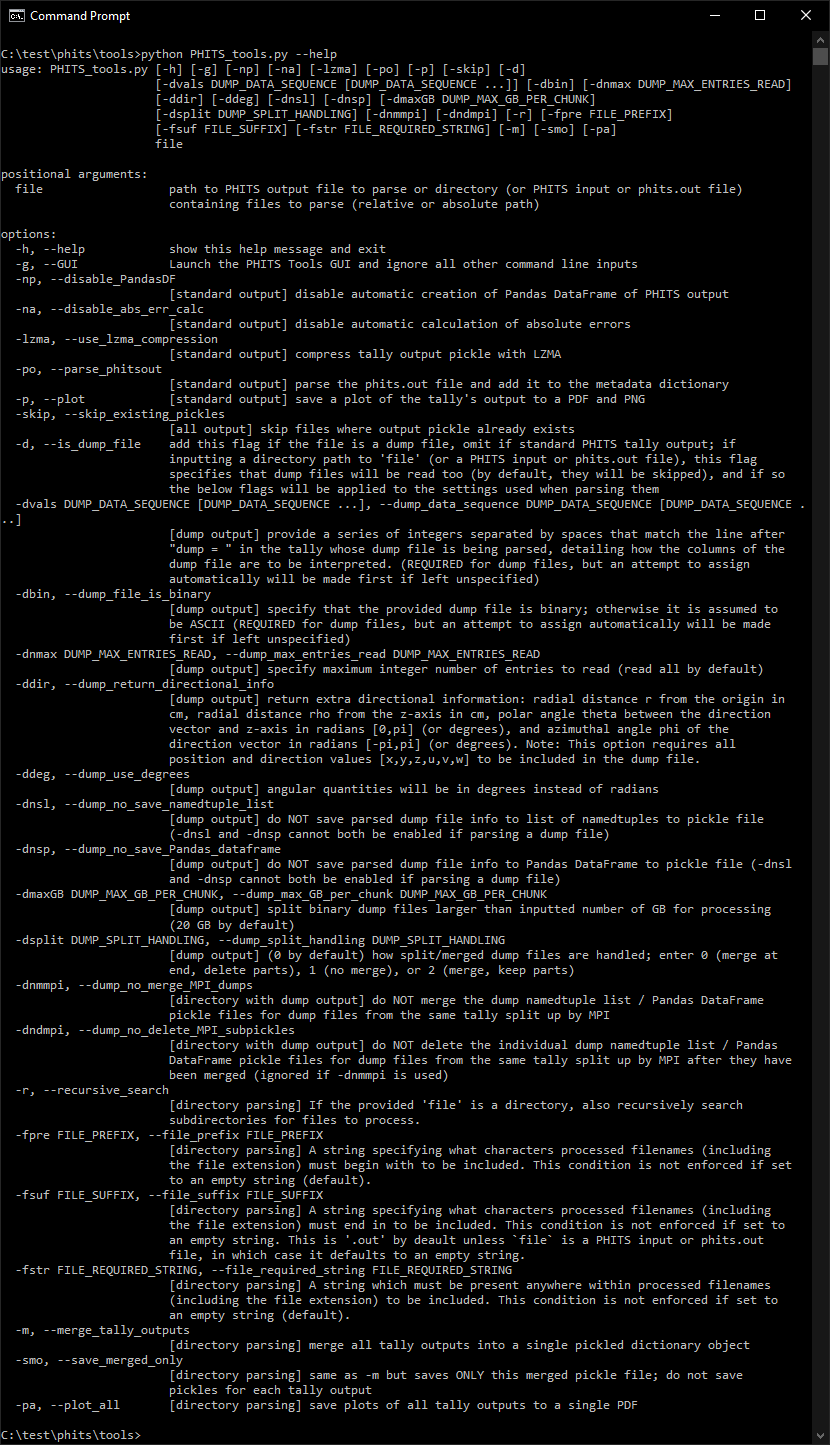 Command Prompt
C:\test\phits\tools>python PHITS_tools.py --help
usage: PHITS_tools.py [-h] [-g] [-np] [-na] [-lzma] [-po] [-p] [-skip] [-d]
[-dvals DUMP_DATA_SEQUENCE [DUMP_DATA_SEQUENCE ...]] [-dbin] [-dnmax DUMP_MAX_ENTRIES_READ]
[-ddir] [-ddeg] [-dnsl] [-dnsp] [-dmaxGB DUMP_MAX_GB_PER_CHUNK]
[-dsplit DUMP_SPLIT_HANDLING] [-dnmmpi] [-dndmpi] [-r] [-fpre FILE_PREFIX]
[-fsuf FILE_SUFFIX] [-fstr FILE_REQUIRED_STRING] [-m] [-smo] [-pa]
file
positional arguments:
file path to PHITS output file to parse or directory (or PHITS input or phits.out file)
containing files to parse (relative or absolute path)
options:
-h, --help show this help message and exit
-g, --GUI Launch the PHITS Tools GUI and ignore all other command line inputs
-np, --disable_PandasDF
[standard output] disable automatic creation of Pandas DataFrame of PHITS output
-na, --disable_abs_err_calc
[standard output] disable automatic calculation of absolute errors
-lzma, --use_lzma_compression
[standard output] compress tally output pickle with LZMA
-po, --parse_phitsout
[standard output] parse the phits.out file and add it to the metadata dictionary
-p, --plot [standard output] save a plot of the tally's output to a PDF and PNG
-skip, --skip_existing_pickles
[all output] skip files where output pickle already exists
-d, --is_dump_file add this flag if the file is a dump file, omit if standard PHITS tally output; if
inputting a directory path to 'file' (or a PHITS input or phits.out file), this flag
specifies that dump files will be read too (by default, they will be skipped), and if so
the below flags will be applied to the settings used when parsing them
-dvals DUMP_DATA_SEQUENCE [DUMP_DATA_SEQUENCE ...], --dump_data_sequence DUMP_DATA_SEQUENCE [DUMP_DATA_SEQUENCE .
..]
[dump output] provide a series of integers separated by spaces that match the line after
"dump = " in the tally whose dump file is being parsed, detailing how the columns of the
dump file are to be interpreted. (REQUIRED for dump files, but an attempt to assign
automatically will be made first if left unspecified)
-dbin, --dump_file_is_binary
[dump output] specify that the provided dump file is binary; otherwise it is assumed to
be ASCII (REQUIRED for dump files, but an attempt to assign automatically will be made
first if left unspecified)
-dnmax DUMP_MAX_ENTRIES_READ, --dump_max_entries_read DUMP_MAX_ENTRIES_READ
[dump output] specify maximum integer number of entries to read (read all by default)
-ddir, --dump_return_directional_info
[dump output] return extra directional information: radial distance r from the origin in
cm, radial distance rho from the z-axis in cm, polar angle theta between the direction
vector and z-axis in radians [0,pi] (or degrees), and azimuthal angle phi of the
direction vector in radians [-pi,pi] (or degrees). Note: This option requires all
position and direction values [x,y,z,u,v,w] to be included in the dump file.
-ddeg, --dump_use_degrees
[dump output] angular quantities will be in degrees instead of radians
-dnsl, --dump_no_save_namedtuple_list
[dump output] do NOT save parsed dump file info to list of namedtuples to pickle file
(-dnsl and -dnsp cannot both be enabled if parsing a dump file)
-dnsp, --dump_no_save_Pandas_dataframe
[dump output] do NOT save parsed dump file info to Pandas DataFrame to pickle file (-dnsl
and -dnsp cannot both be enabled if parsing a dump file)
-dmaxGB DUMP_MAX_GB_PER_CHUNK, --dump_max_GB_per_chunk DUMP_MAX_GB_PER_CHUNK
[dump output] split binary dump files larger than inputted number of GB for processing
(20 GB by default)
-dsplit DUMP_SPLIT_HANDLING, --dump_split_handling DUMP_SPLIT_HANDLING
[dump output] (0 by default) how split/merged dump files are handled; enter 0 (merge at
end, delete parts), 1 (no merge), or 2 (merge, keep parts)
-dnmmpi, --dump_no_merge_MPI_dumps
[directory with dump output] do NOT merge the dump namedtuple list / Pandas DataFrame
pickle files for dump files from the same tally split up by MPI
-dndmpi, --dump_no_delete_MPI_subpickles
[directory with dump output] do NOT delete the individual dump namedtuple list / Pandas
DataFrame pickle files for dump files from the same tally split up by MPI after they have
been merged (ignored if -dnmmpi is used)
-r, --recursive_search
[directory parsing] If the provided 'file' is a directory, also recursively search
subdirectories for files to process.
-fpre FILE_PREFIX, --file_prefix FILE_PREFIX
[directory parsing] A string specifying what characters processed filenames (including
the file extension) must begin with to be included. This condition is not enforced if set
to an empty string (default).
-fsuf FILE_SUFFIX, --file_suffix FILE_SUFFIX
[directory parsing] A string specifying what characters processed filenames (including
the file extension) must end in to be included. This condition is not enforced if set to
an empty string. This is '.out' by deault unless `file` is a PHITS input or phits.out
file, in which case it defaults to an empty string.
-fstr FILE_REQUIRED_STRING, --file_required_string FILE_REQUIRED_STRING
[directory parsing] A string which must be present anywhere within processed filenames
(including the file extension) to be included. This condition is not enforced if set to
an empty string (default).
-m, --merge_tally_outputs
[directory parsing] merge all tally outputs into a single pickled dictionary object
-smo, --save_merged_only
[directory parsing] same as -m but saves ONLY this merged pickle file; do not save
pickles for each tally output
-pa, --plot_all [directory parsing] save plots of all tally outputs to a single PDF
C:\test\phits\tools>